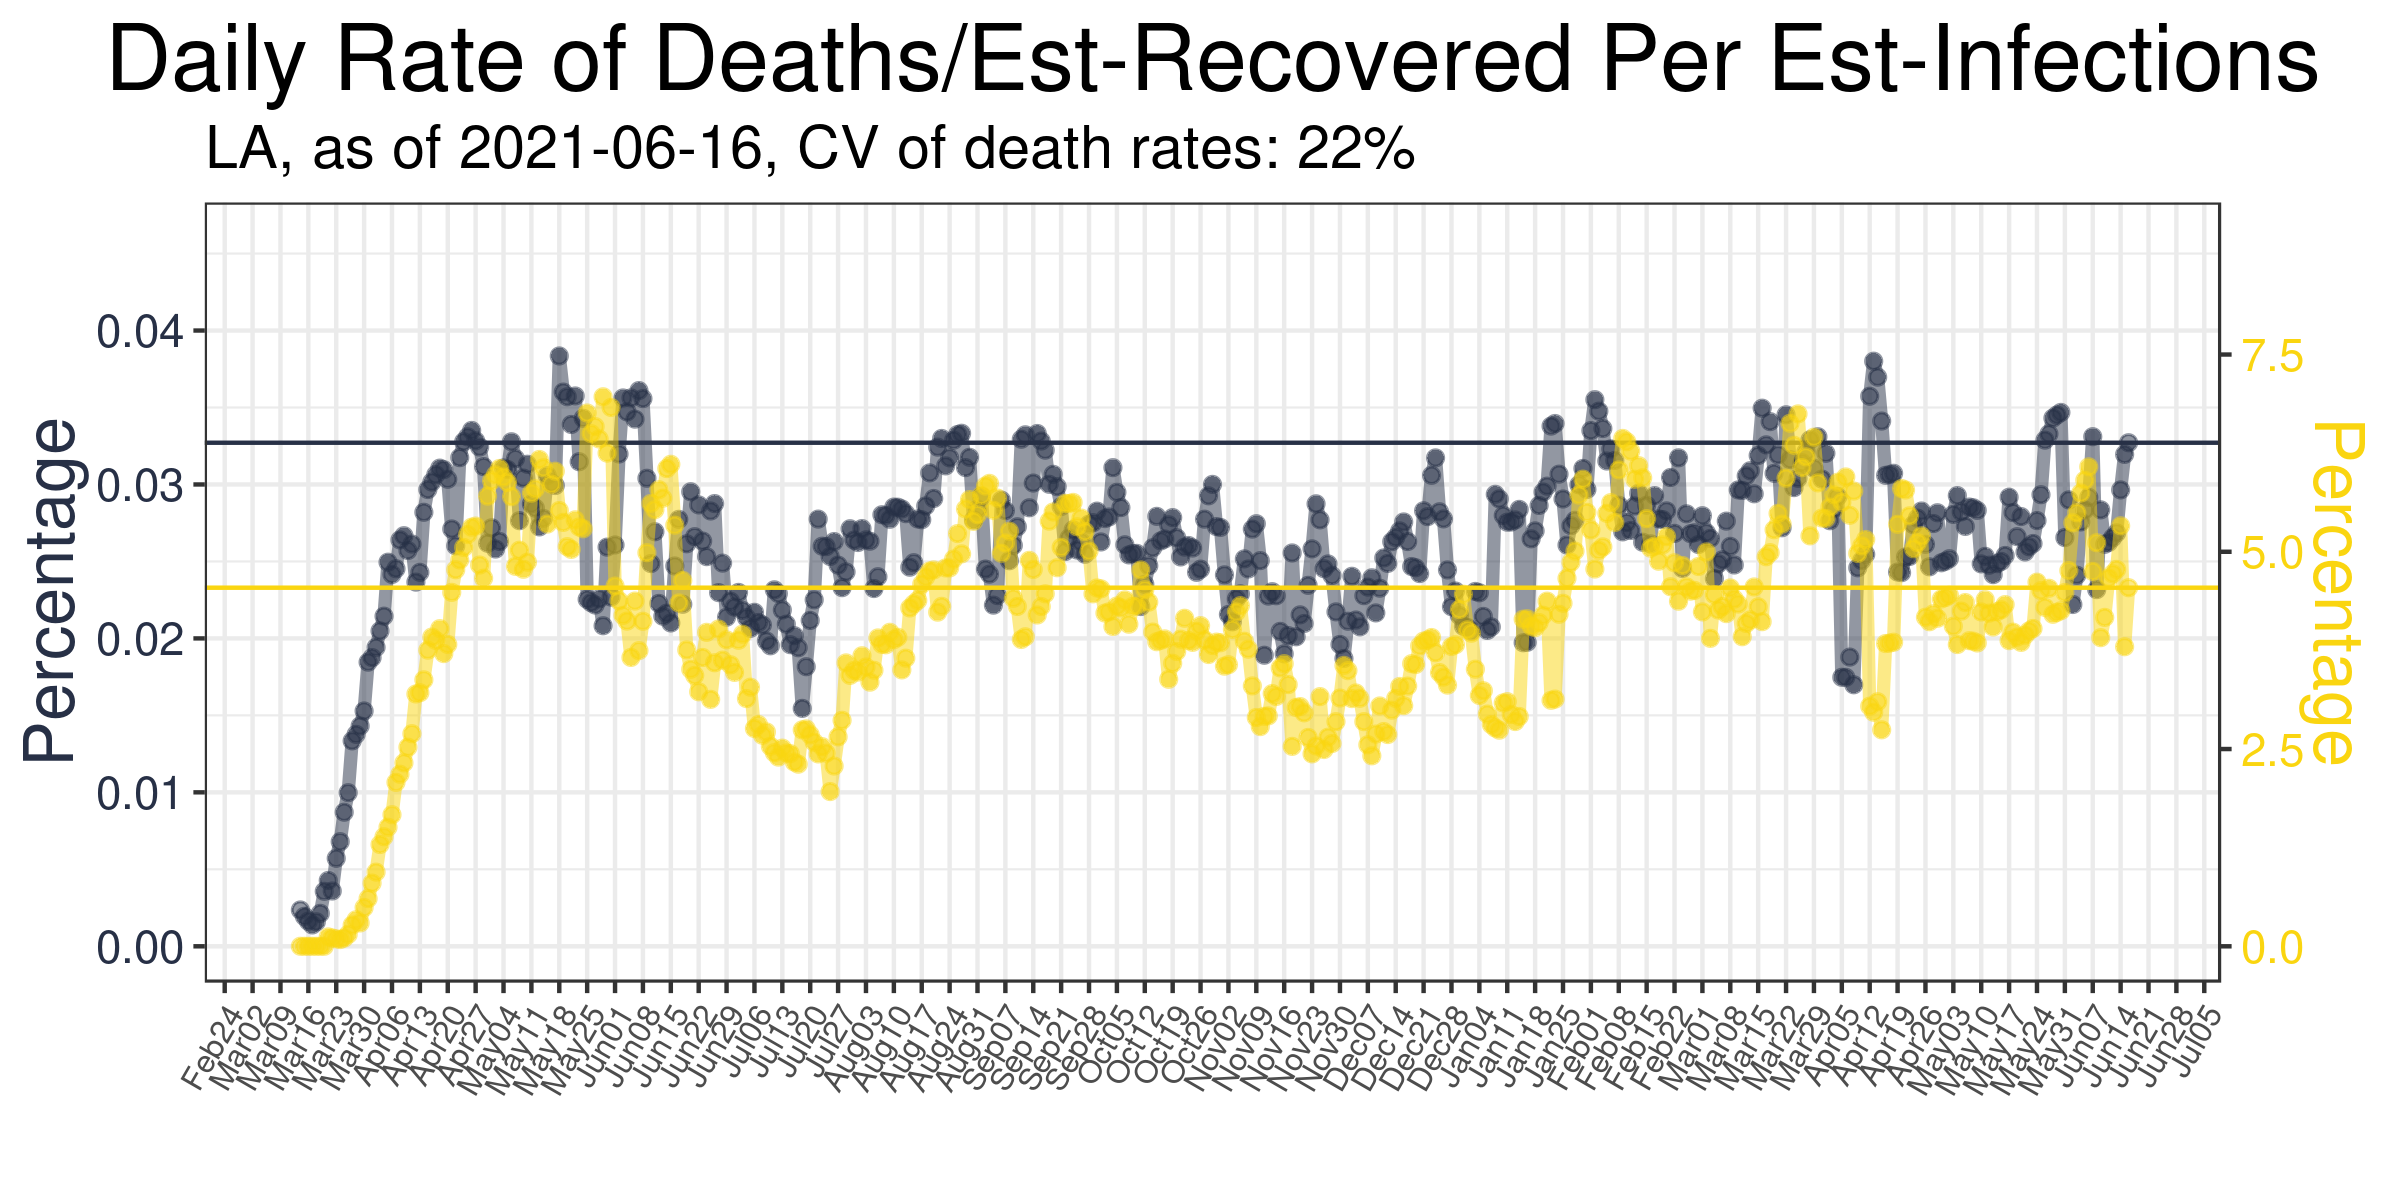 Daily Rate of Deaths/Est-Recovered Per Est-Infections
LA, as of 2021-06-16, CV of death rates: 22%
Percentage
0.04
0.03
0.02
0.01
0.00
7.5
5.0
2.5
0.0
Percentage
Feb24
Mar02
Mar09
Mar16
Mar23
Mar30
Apr06
Apr13
Apr20
Apr27
May04
May11
May18
May25
Jun01
Jun08
Jun15
Jun22
Jun29
Jul06
Jul13
Jul20
Jul27
Aug03
Aug10
Aug17
Aug24
Aug31
Sep07
Sep14
Sep21
Sep28
Oct05
Oct12
Oct19
Oct26
Nov02
Nov09
Nov16
Nov23
Nov30
Dec07
Dec14
Dec21
Dec28
Jan04
Jan11
Jan18
Jan25
Feb01
Feb08
Feb15
Feb22
Mar01
Mar08
Mar15
Mar22
Mar29
Apr05
Apr12
Apr19
Apr26
May03
May10
May17
May24
May31
Jun07
Jun14
Jun21
Jun28
Jul05